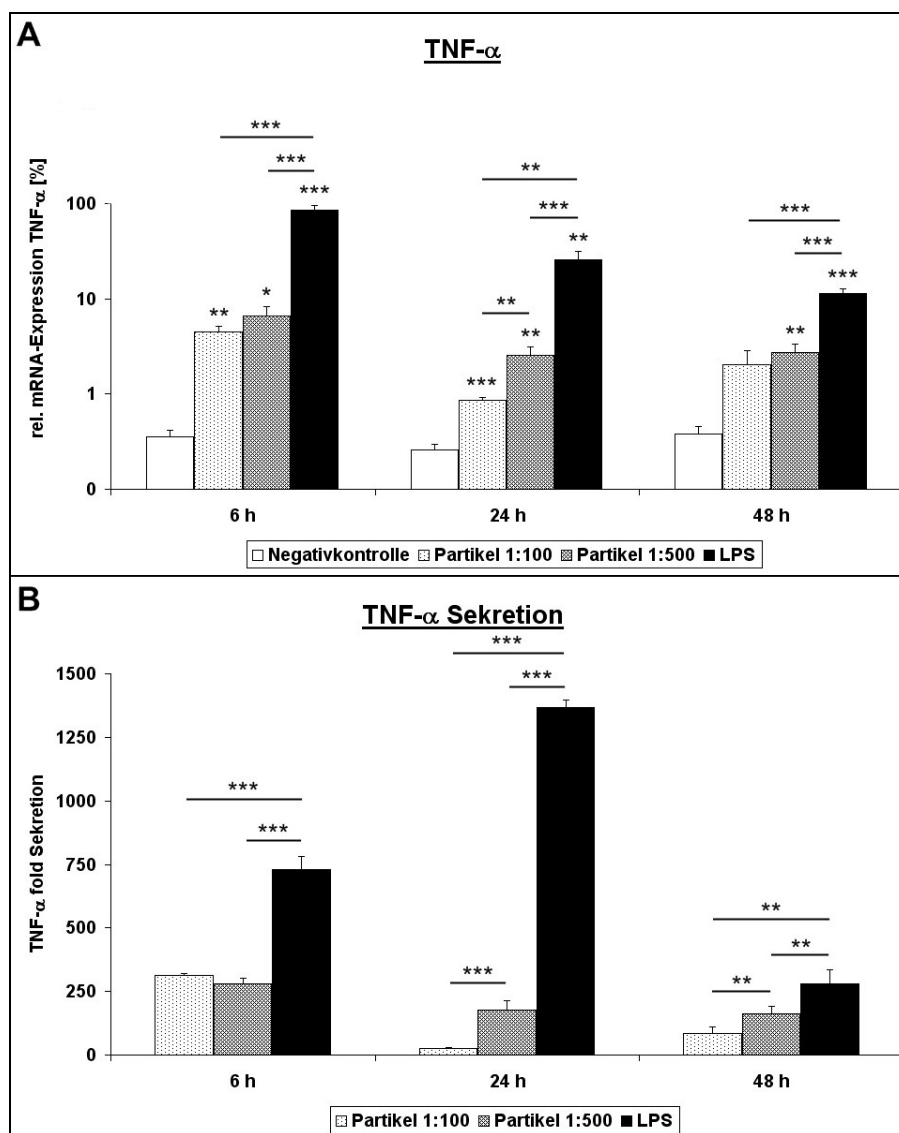 A
TNF-α
rel. mRNA-Expression TNF-α [%]
100
10
1
0
***
***
***
**
*
**
***
**
**
**
***
***
***
***
**
6 h
24 h
48 h
Negativkontrolle Partikel 1:100 Partikel 1:500 LPS
B
TNF-α Sekretion
TNF-α fold Sekretion
1500
1250
1000
750
500
250
0
***
***
***
***
***
**
**
**
6 h
24 h
48 h
Partikel 1:100 Partikel 1:500 LPS